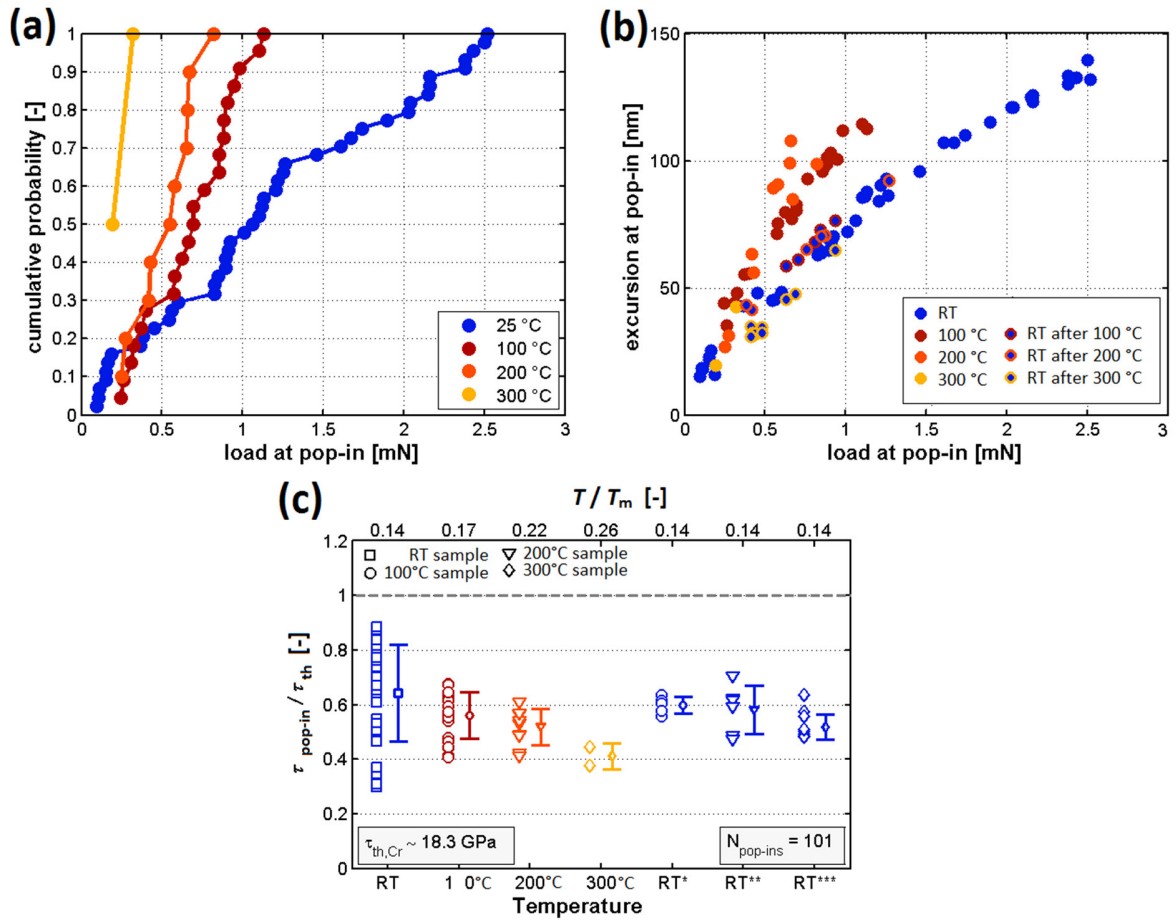 (a)
cumulative probability [-]
1
0.9
0.8
0.7
0.6
0.5
0.4
0.3
0.2
0.1
0
0 0.5 1 1.5 2 2.5 3
load at pop-in [mN]
25 °C
100 °C
200 °C
300 °C
(b)
excursion at pop-in [nm]
150
100
50
0
0 0.5 1 1.5 2 2.5 3
load at pop-in [mN]
RT
100 °C RT after 100 °C
200 °C RT after 200 °C
300 °C RT after 300 °C
(c)
T / Tm [-]
0.14 0.17 0.22 0.26 0.14 0.14 0.14
RT sample 200°C sample
100°C sample 300°C sample
τ pop-in / τ th [-]
1.2
1
0.8
0.6
0.4
0.2
0
τth,Cr ~ 18.3 GPa
Npop-ins = 101
RT 1 0°C 200°C 300°C RT* RT** RT***
Temperature